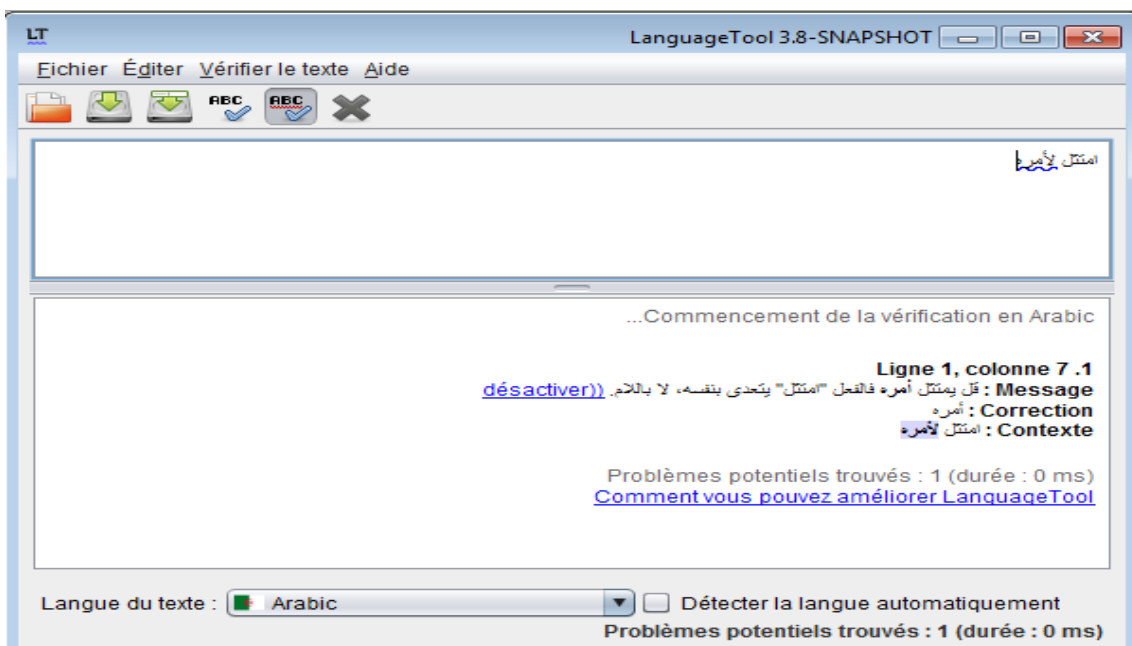 LT LanguageTool 3.8-SNAPSHOT
Fichier Éditer Vérifier le texte Aide
ABC ABC
امتثل لأمره
...Commencement de la vérification en Arabic
Ligne 1, colonne 7 .1
Message : قل يمتثل أمره فالفعل "امتثل" يتعدى بنفسه، لا باللام. ((désactiver
Correction : أمره
Contexte : امتثل لأمره
Problèmes potentiels trouvés : 1 (durée : 0 ms)
Comment vous pouvez améliorer LanguageTool
Langue du texte : Arabic Détecter la langue automatiquement
Problèmes potentiels trouvés : 1 (durée : 0 ms)